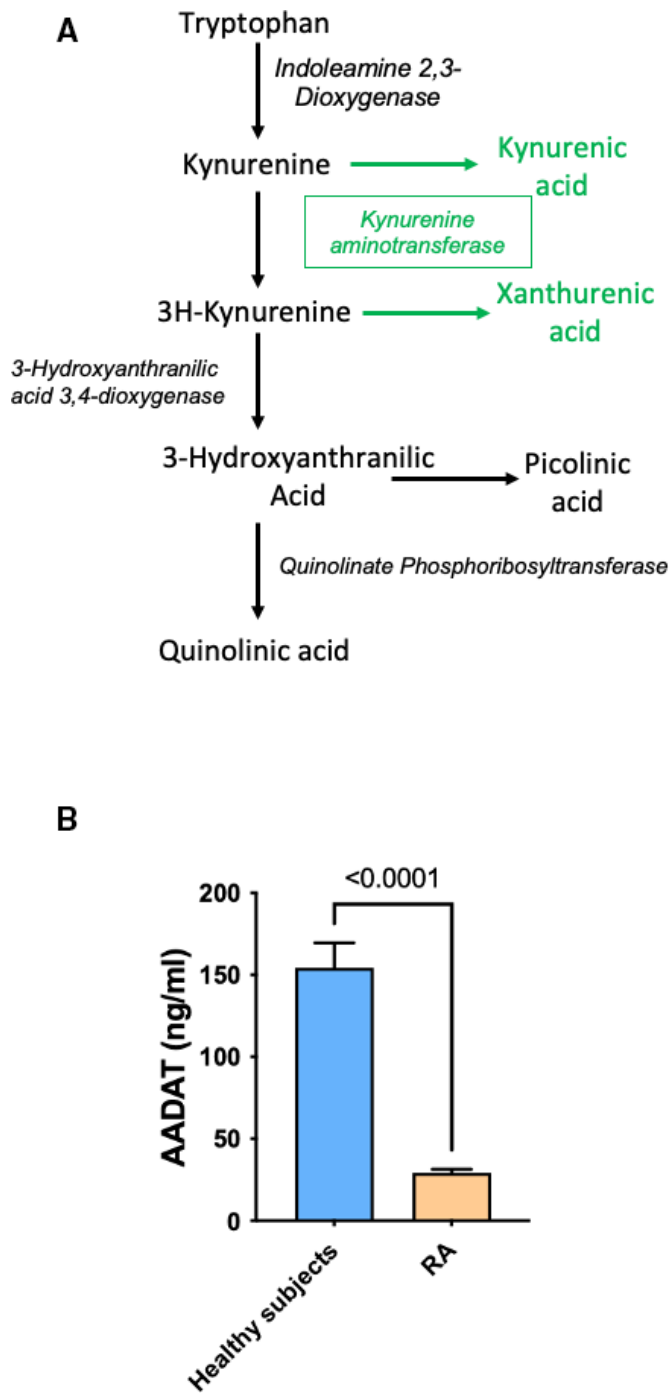 A
Tryptophan
Indoleamine 2,3-
Dioxygenase
Kynurenine
Kynurenic
acid
Kynurenine
aminotransferase
3H-Kynurenine
Xanthurenic
acid
3-Hydroxyanthranilic
acid 3,4-dioxygenase
3-Hydroxyanthranilic
Acid
Picolinic
acid
Quinolinate Phosphoribosyltransferase
Quinolinic acid
B
<0.0001
200
150
100
50
0
AADAT (ng/ml)
Healthy subjects
RA